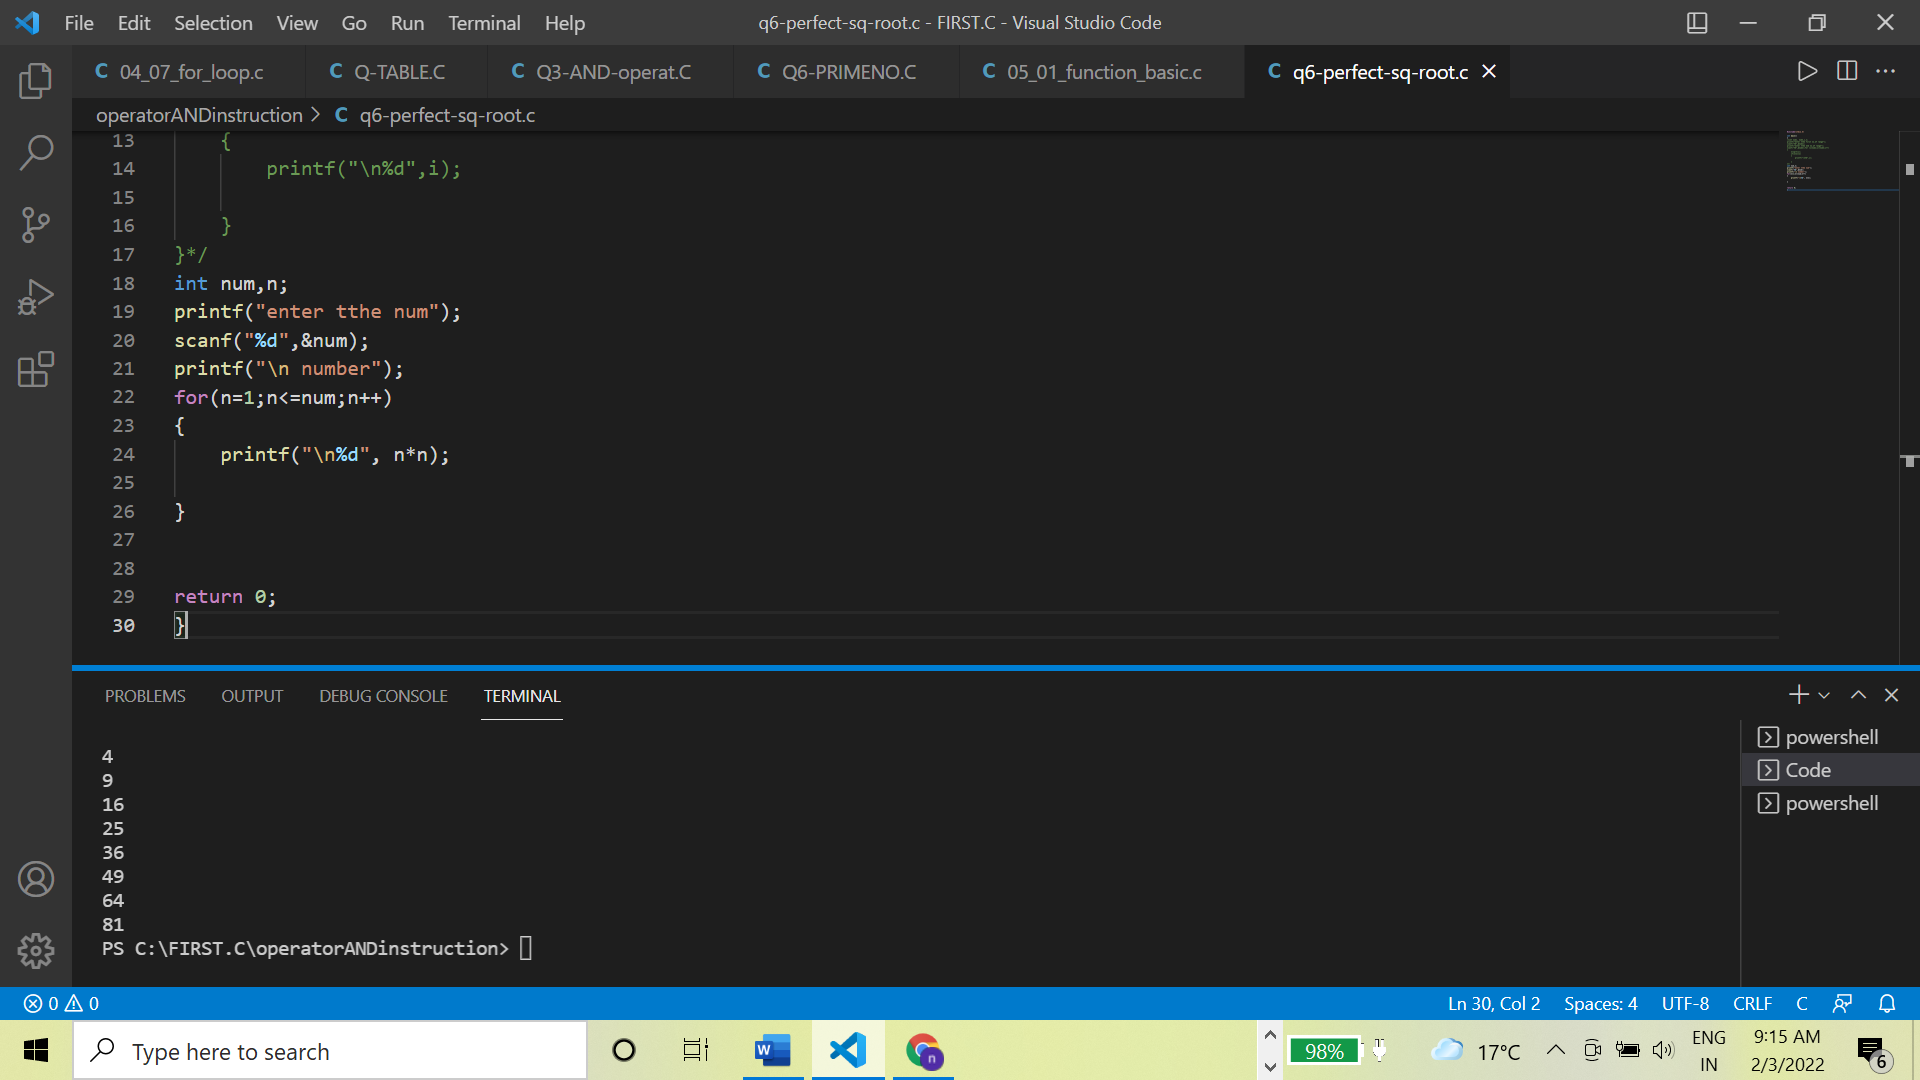 File Edit Selection View Go Run Terminal Help q6-perfect-sq-root.c - FIRST.C - Visual Studio Code
04_07_for_loop.c Q-TABLE.C Q3-AND-operat.C Q6-PRIMENO.C 05_01_function_basic.c q6-perfect-sq-root.c
operatorANDinstruction > C q6-perfect-sq-root.c
13 {
14 printf("\n%d",i);
15
16 }
17 }*/
18 int num,n;
19 printf("enter tthe num");
20 scanf("%d",&num);
21 printf("\n number");
22 for(n=1;n<=num;n++)
23 {
24 printf("\n%d", n*n);
25
26 }
27
28
29 return 0;
30 }
PROBLEMS OUTPUT DEBUG CONSOLE TERMINAL
powershell
Code
powershell
4
9
16
25
36
49
64
81
PS C:\FIRST.C\operatorANDinstruction>
0 0 Ln 30, Col 2 Spaces: 4 UTF-8 CRLF C
Type here to search 98% 17°C ENG IN 9:15 AM 2/3/2022 6